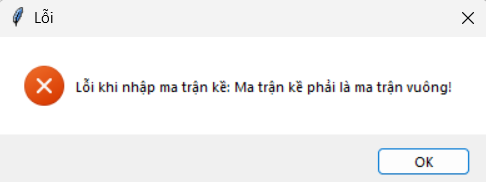 Lỗi
Lỗi khi nhập ma trận kề: Ma trận kề phải là ma trận vuông!
OK